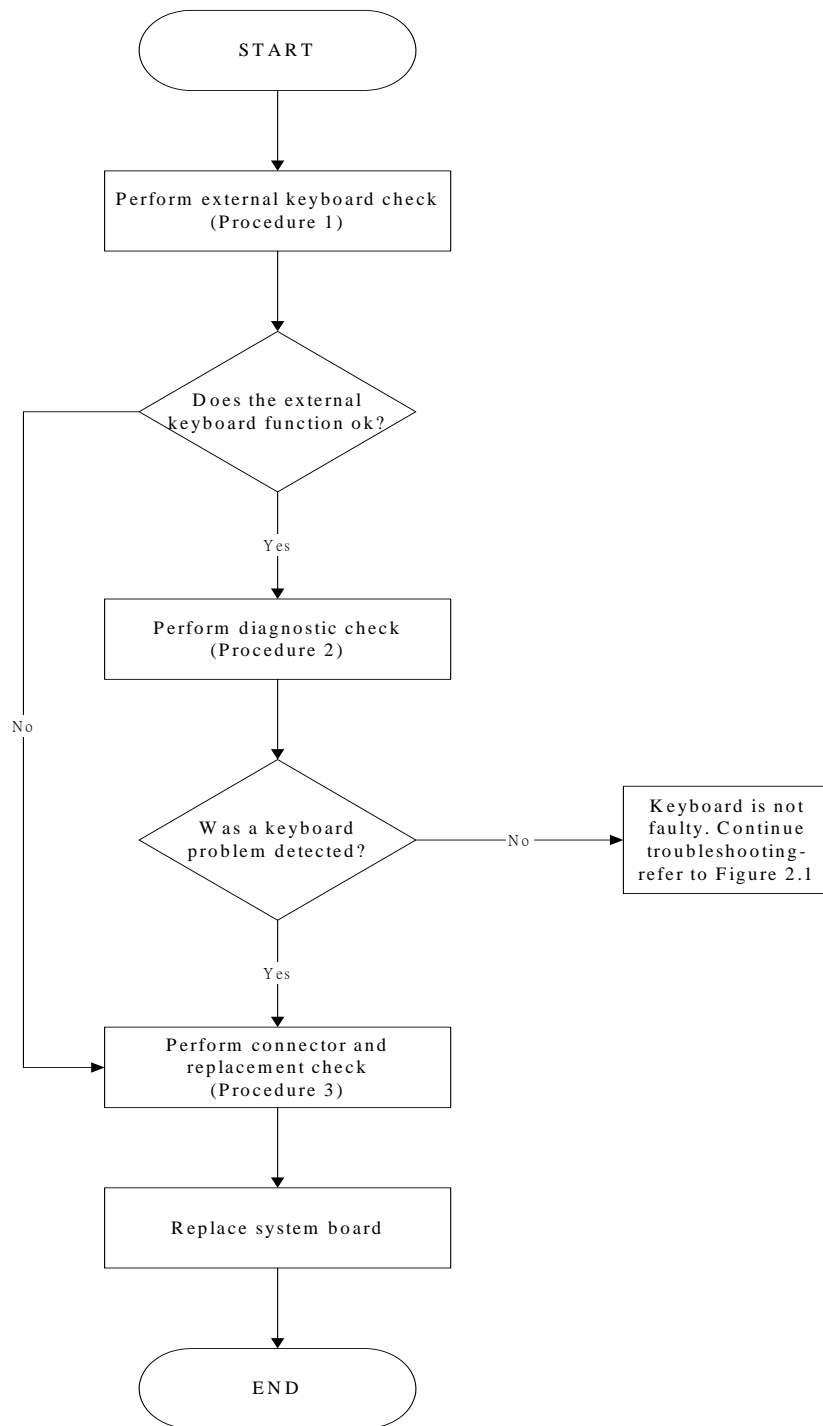 START
Perform external keyboard check
(Procedure 1)
Does the external
keyboard function ok?
Yes
Perform diagnostic check
(Procedure 2)
No
Was a keyboard
problem detected?
No
Keyboard is not
faulty. Continue
troubleshooting-
refer to Figure 2.1
Yes
Perform connector and
replacement check
(Procedure 3)
Replace system board
END